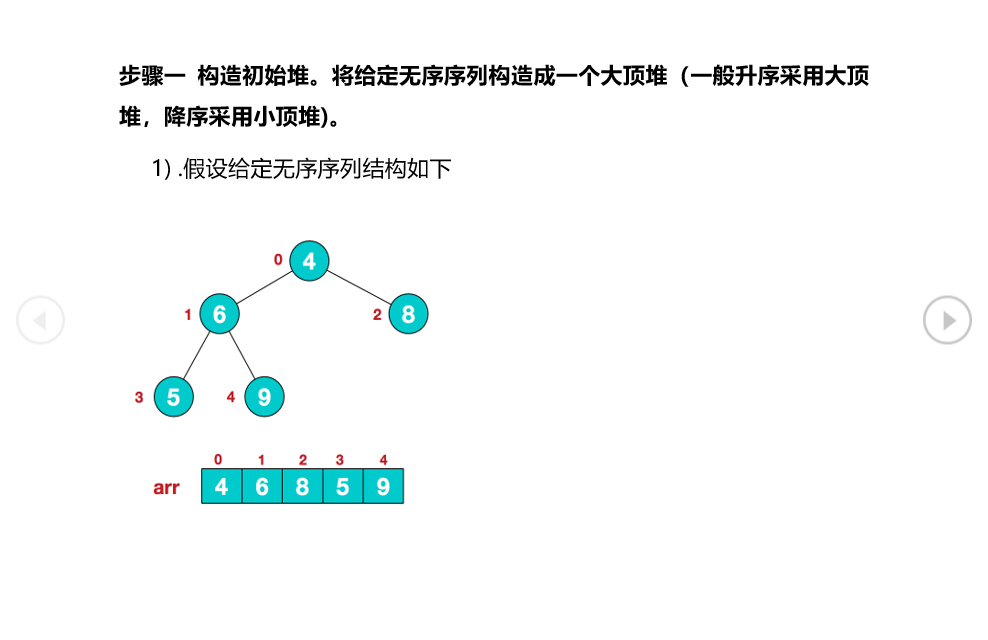 步骤一 构造初始堆。将给定无序序列构造成一个大顶堆（一般升序采用大顶
堆，降序采用小顶堆)。
1) .假设给定无序序列结构如下
0 4
1 6 2 8
3 5 4 9
0 1 2 3 4
arr 4 6 8 5 9